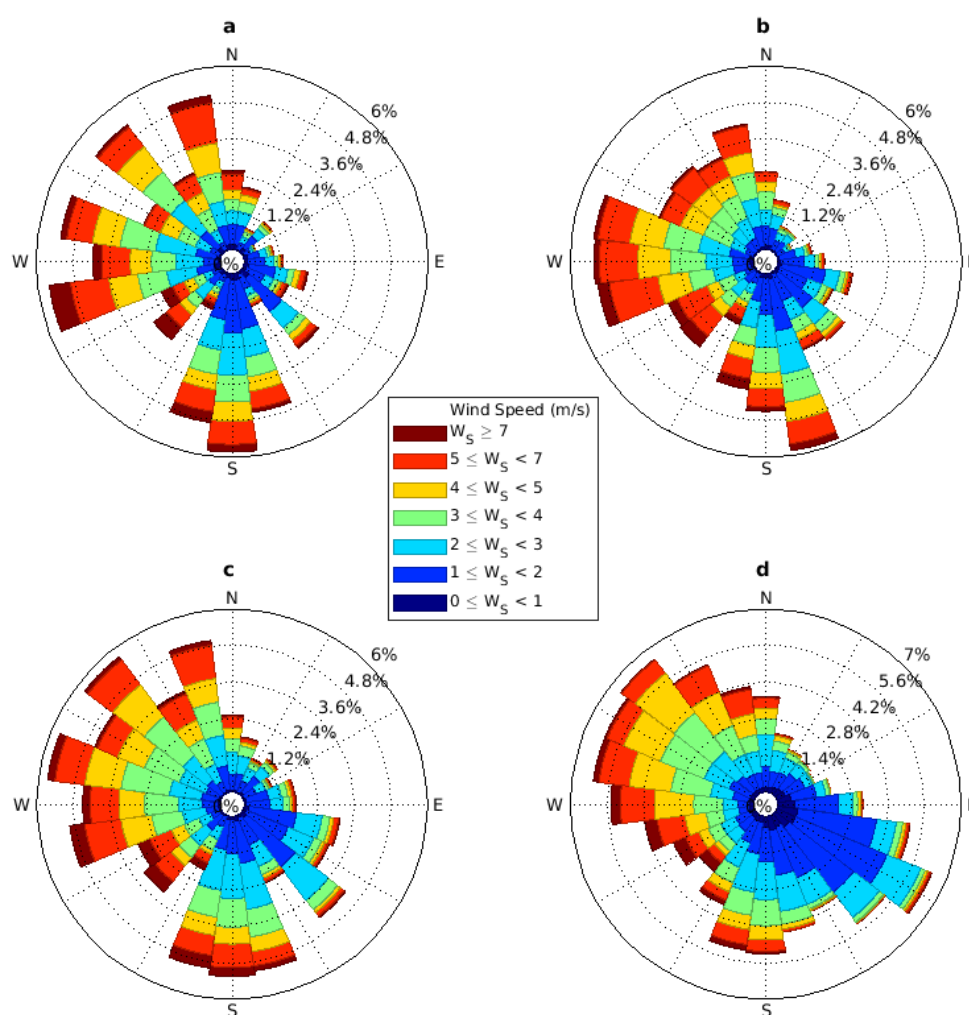 a
N
6%
4.8%
3.6%
2.4%
1.2%
W
%
E
S
b
N
6%
4.8%
3.6%
2.4%
1.2%
W
%
E
S
Wind Speed (m/s)
W_S ≥ 7
5 ≤ W_S < 7
4 ≤ W_S < 5
3 ≤ W_S < 4
2 ≤ W_S < 3
1 ≤ W_S < 2
0 ≤ W_S < 1
c
N
6%
4.8%
3.6%
2.4%
1.2%
W
%
E
S
d
N
7%
5.6%
4.2%
2.8%
1.4%
W
%
S